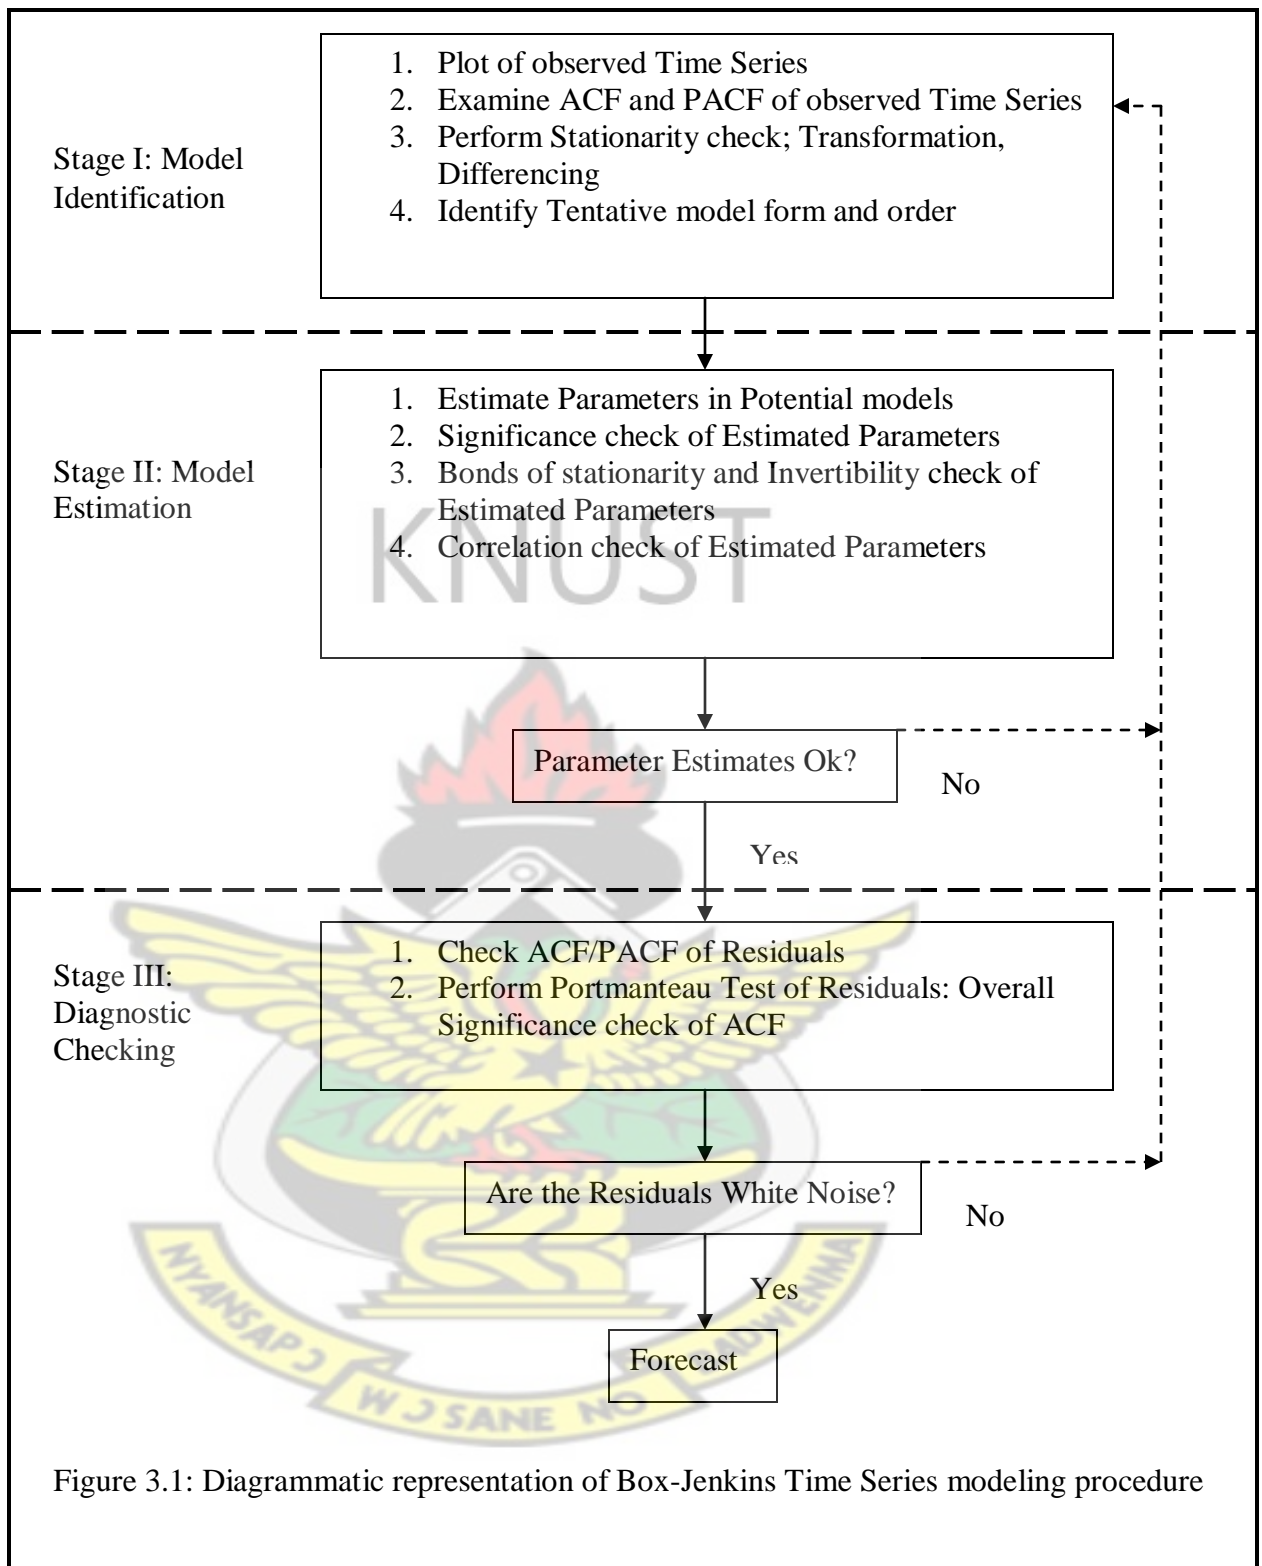 1. Plot of observed Time Series
2. Examine ACF and PACF of observed Time Series
3. Perform Stationarity check; Transformation,
Differencing
4. Identify Tentative model form and order
Stage I: Model
Identification
1. Estimate Parameters in Potential models
2. Significance check of Estimated Parameters
3. Bonds of stationarity and Invertibility check of
Estimated Parameters
4. Correlation check of Estimated Parameters
Stage II: Model
Estimation
KNUST
Parameter Estimates Ok?
No
Yes
1. Check ACF/PACF of Residuals
2. Perform Portmanteau Test of Residuals: Overall
Significance check of ACF
Stage III:
Diagnostic
Checking
Are the Residuals White Noise?
No
Yes
Forecast
NYANSAPƆ
WƆSANE NO
BADWENMA
Figure 3.1: Diagrammatic representation of Box-Jenkins Time Series modeling procedure